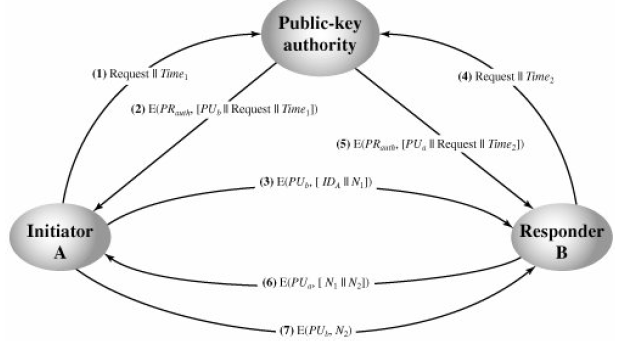 Public-key
authority
(1) Request || Time1
(4) Request || Time2
(2) E(PRauth, [PUb || Request || Time1])
(5) E(PRauth, [PUa || Request || Time2])
(3) E(PUb, [ IDA || N1])
Initiator
A
Responder
B
(6) E(PUa, [ N1 || N2])
(7) E(PUb, N2)